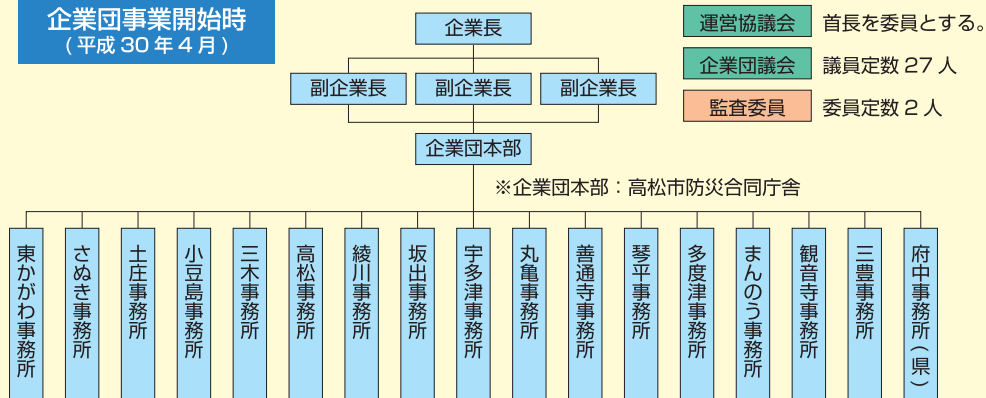 企業団事業開始時
(平成30年4月)
企業長
副企業長
副企業長
副企業長
企業団本部
運営協議会 首長を委員とする。
企業団議会 議員定数27人
監査委員 委員定数2人
※企業団本部：高松市防災合同庁舎
東かがわ事務所
さぬき事務所
土庄事務所
小豆島事務所
三木事務所
高松事務所
綾川事務所
坂出事務所
宇多津事務所
丸亀事務所
善通寺事務所
琴平事務所
多度津事務所
まんのう事務所
観音寺事務所
三豊事務所
府中事務所(県)